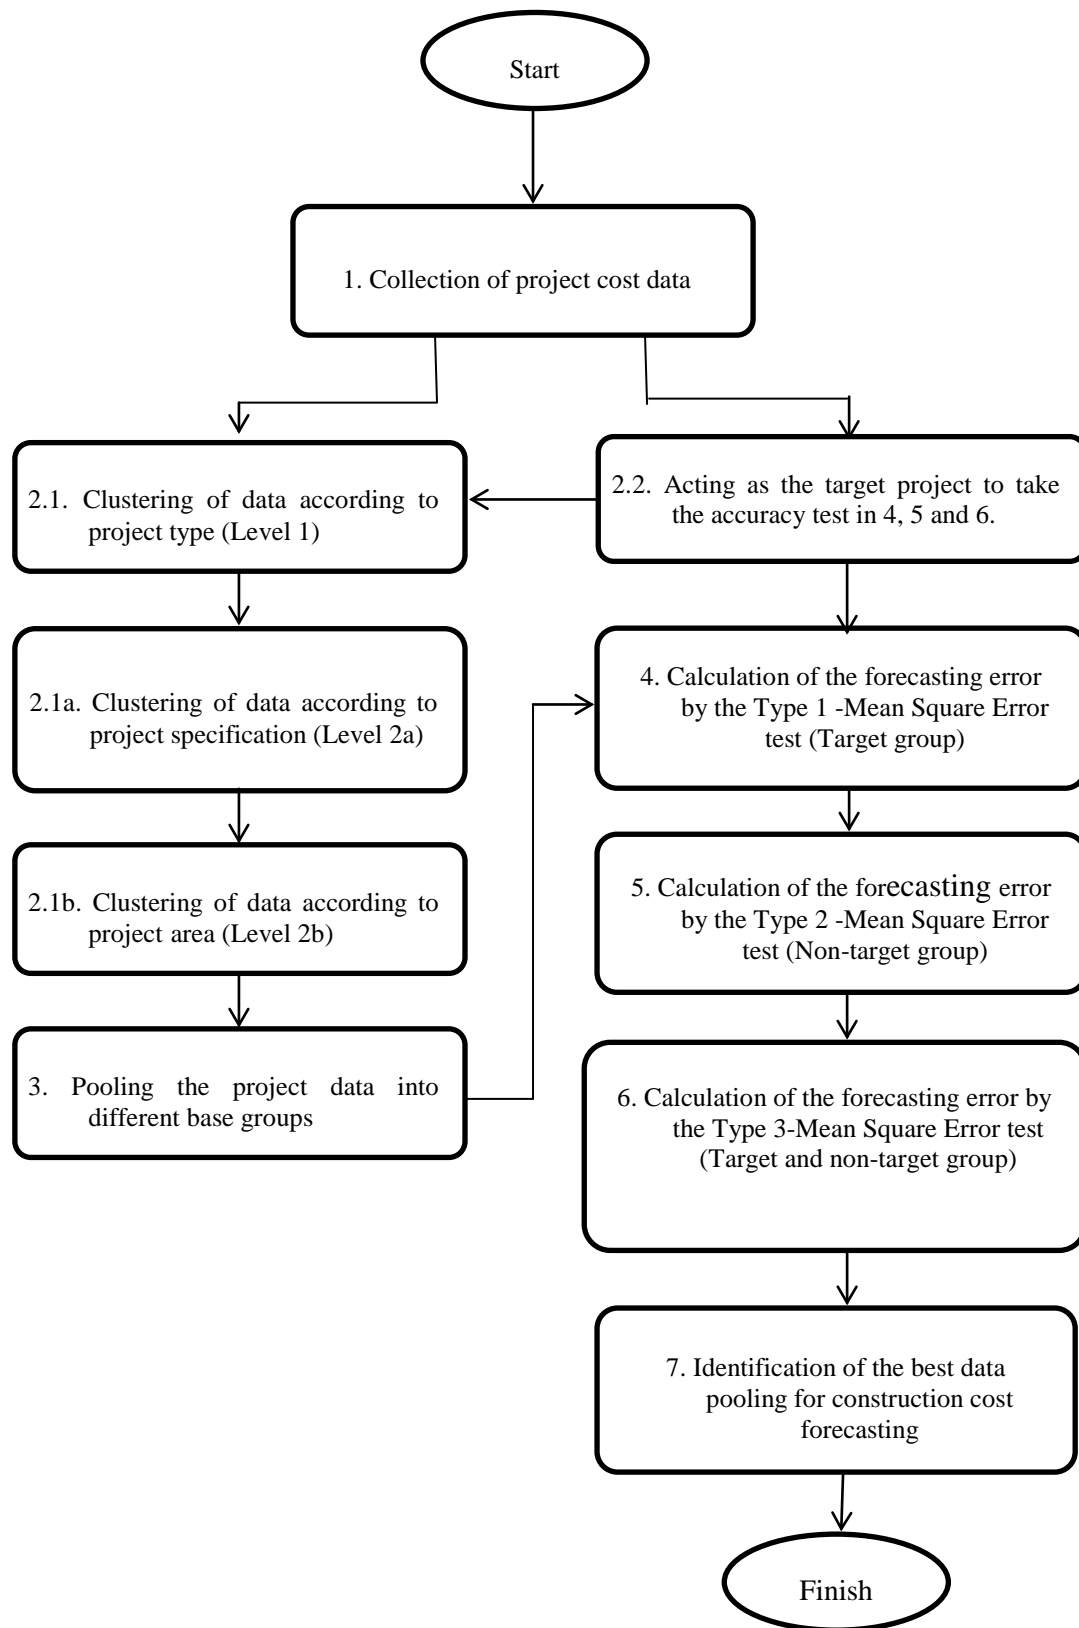 Start
1. Collection of project cost data
2.1. Clustering of data according to
project type (Level 1)
2.2. Acting as the target project to take
the accuracy test in 4, 5 and 6.
2.1a. Clustering of data according to
project specification (Level 2a)
4. Calculation of the forecasting error
by the Type 1 -Mean Square Error
test (Target group)
2.1b. Clustering of data according to
project area (Level 2b)
5. Calculation of the forecasting error
by the Type 2 -Mean Square Error
test (Non-target group)
3. Pooling the project data into
different base groups
6. Calculation of the forecasting error by
the Type 3-Mean Square Error test
(Target and non-target group)
7. Identification of the best data
pooling for construction cost
forecasting
Finish